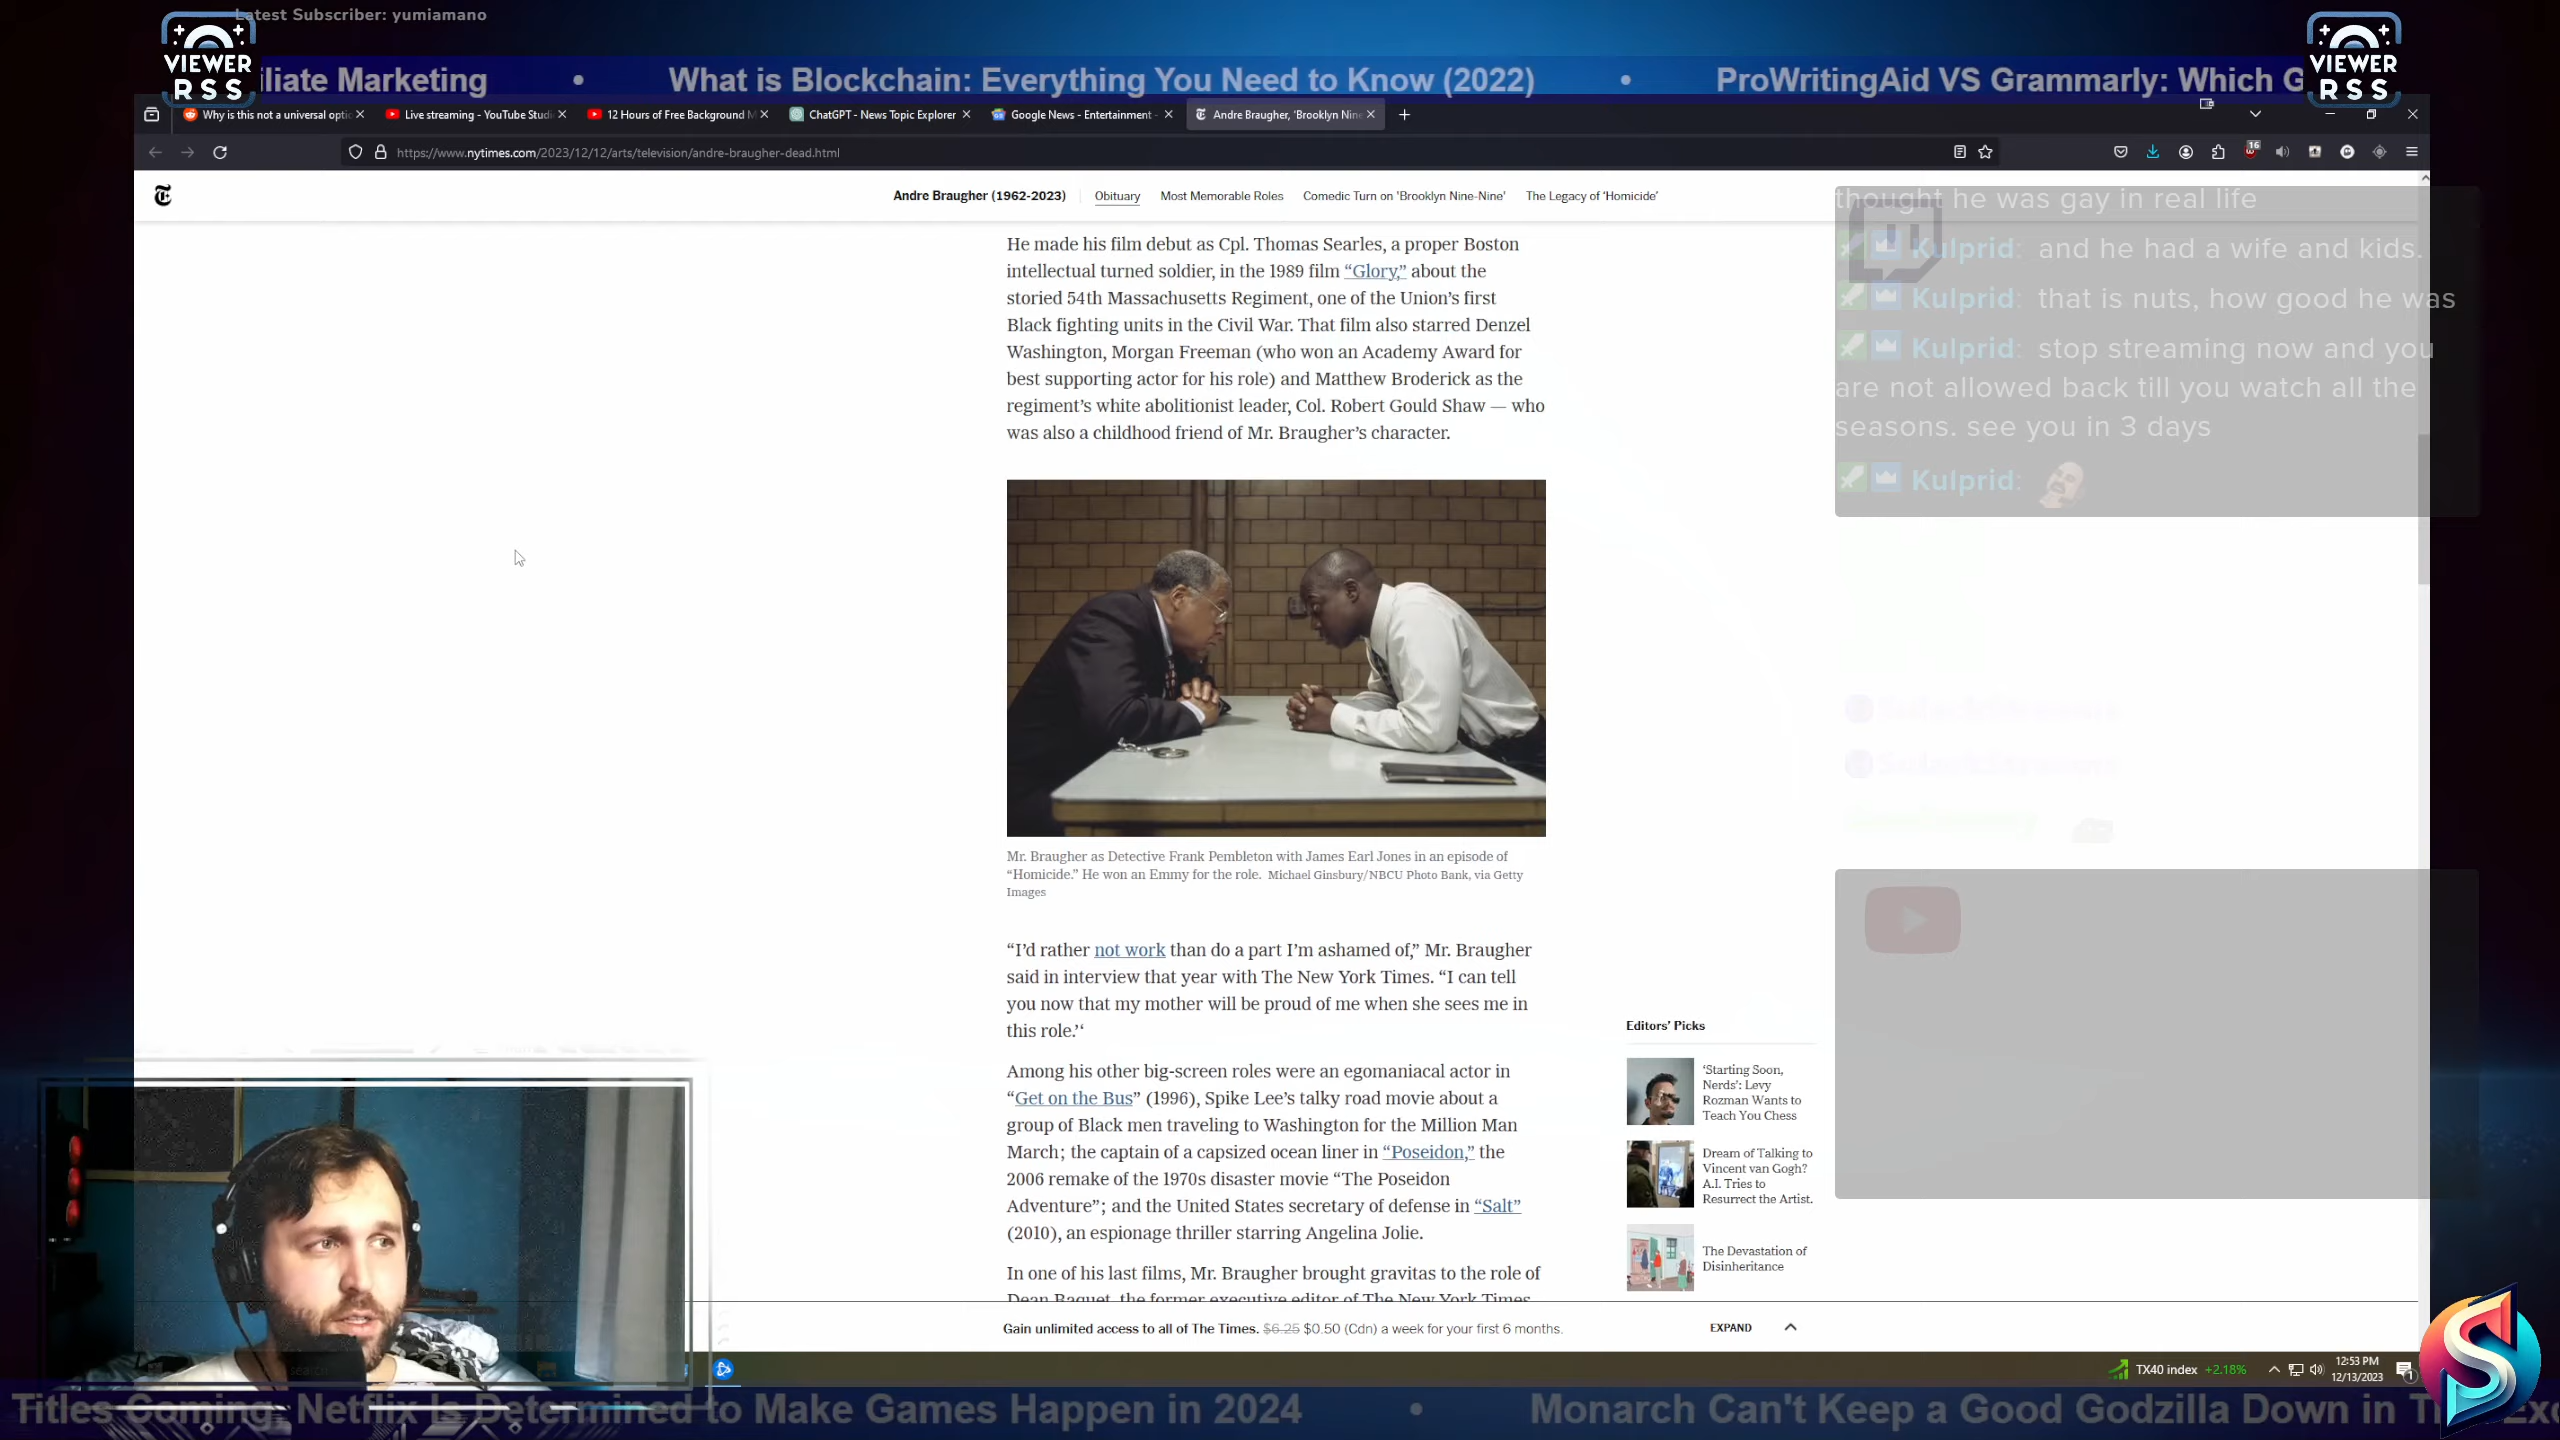 Latest Subscriber: yumiamano
VIEWER
RSS
VIEWER
RSS
iliate Marketing • What is Blockchain: Everything You Need to Know (2022) • ProWritingAid VS Grammarly: Which G
Why is this not a universal optio
Live streaming - YouTube Studi
12 Hours of Free Background M
ChatGPT - News Topic Explorer
Google News - Entertainment -
Andre Braugher, ‘Brooklyn Nine
https://www.nytimes.com/2023/12/12/arts/television/andre-braugher-dead.html
16
Andre Braugher (1962-2023)
Obituary
Most Memorable Roles
Comedic Turn on 'Brooklyn Nine-Nine'
The Legacy of ‘Homicide’
He made his film debut as Cpl. Thomas Searles, a proper Boston
intellectual turned soldier, in the 1989 film “Glory,” about the
storied 54th Massachusetts Regiment, one of the Union’s first
Black fighting units in the Civil War. That film also starred Denzel
Washington, Morgan Freeman (who won an Academy Award for
best supporting actor for his role) and Matthew Broderick as the
regiment’s white abolitionist leader, Col. Robert Gould Shaw — who
was also a childhood friend of Mr. Braugher’s character.
Mr. Braugher as Detective Frank Pembleton with James Earl Jones in an episode of
“Homicide.” He won an Emmy for the role. Michael Ginsbury/NBCU Photo Bank, via Getty
Images
“I’d rather not work than do a part I’m ashamed of,” Mr. Braugher
said in interview that year with The New York Times. “I can tell
you now that my mother will be proud of me when she sees me in
this role.’‘
Among his other big-screen roles were an egomaniacal actor in
“Get on the Bus” (1996), Spike Lee’s talky road movie about a
group of Black men traveling to Washington for the Million Man
March; the captain of a capsized ocean liner in “Poseidon,” the
2006 remake of the 1970s disaster movie “The Poseidon
Adventure”; and the United States secretary of defense in “Salt”
(2010), an espionage thriller starring Angelina Jolie.
In one of his last films, Mr. Braugher brought gravitas to the role of
Dean Baquet, the former executive editor of The New York Times
thought he was gay in real life
Kulprid: and he had a wife and kids.
Kulprid: that is nuts, how good he was
Kulprid: stop streaming now and you
are not allowed back till you watch all the
seasons. see you in 3 days
Kulprid:
Editors’ Picks
‘Starting Soon,
Nerds’: Levy
Rozman Wants to
Teach You Chess
Dream of Talking to
Vincent van Gogh?
A.I. Tries to
Resurrect the Artist.
The Devastation of
Disinheritance
Gain unlimited access to all of The Times. $6.25 $0.50 (Cdn) a week for your first 6 months.
EXPAND
TX40 index +2.18%
12:53 PM
12/13/2023
1
Titles Coming, Netflix Is Determined to Make Games Happen in 2024 • Monarch Can't Keep a Good Godzilla Down in